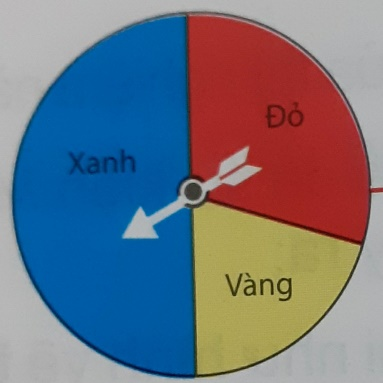 Đỏ
Xanh
Vàng